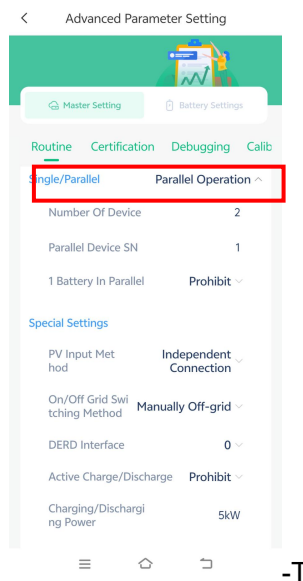 Advanced Parameter Setting
Master Setting Battery Settings
Routine Certification Debugging Calib
Single/Parallel Parallel Operation
Number Of Device 2
Parallel Device SN 1
1 Battery In Parallel Prohibit
Special Settings
PV Input Met
hod
Independent
Connection
On/Off Grid Swi
tching Method
Manually Off-grid
DERD Interface 0
Active Charge/Discharge Prohibit
Charging/Dischargi
ng Power
5kW
-T